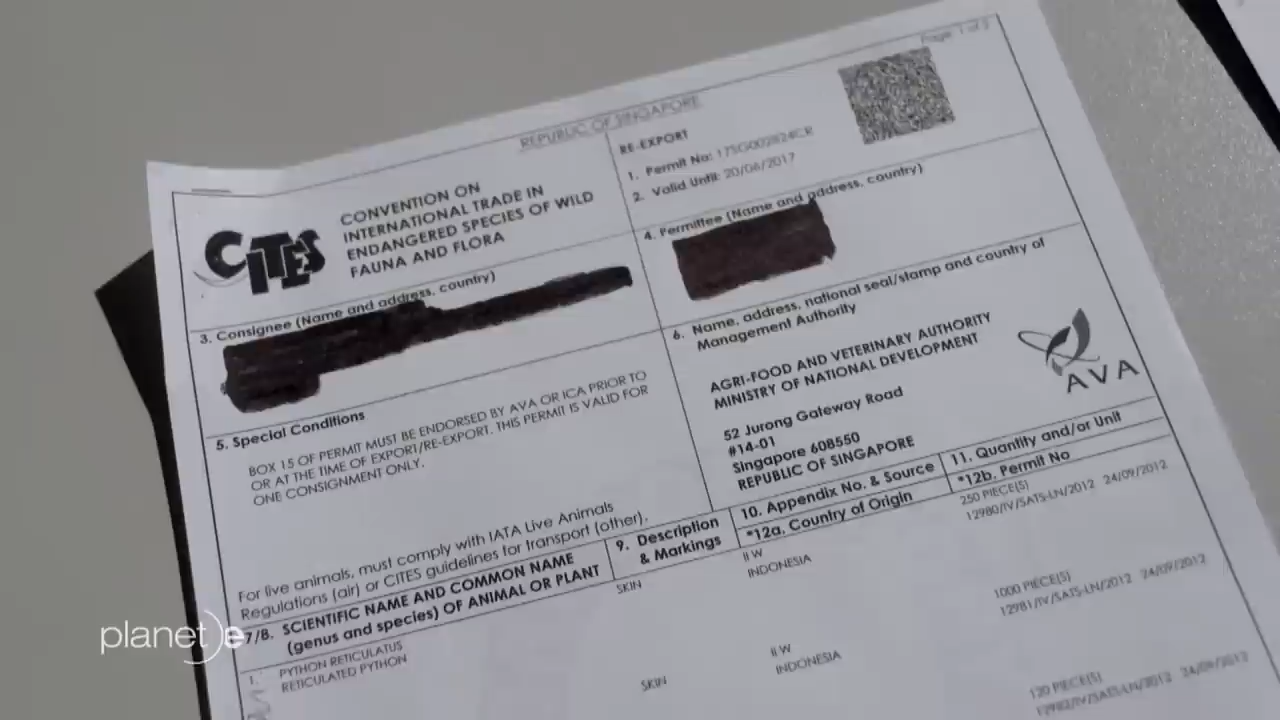 Page 1 of 2
REPUBLIC OF SINGAPORE
CITES
CONVENTION ON
INTERNATIONAL TRADE IN
ENDANGERED SPECIES OF WILD
FAUNA AND FLORA
RE-EXPORT
1. Permit No: 17SG002824CR
2. Valid Until: 20/06/2017
3. Consignee (Name and address, country)
4. Permittee (Name and address, country)
5. Special Conditions
BOX 15 OF PERMIT MUST BE ENDORSED BY AVA OR ICA PRIOR TO
OR AT THE TIME OF EXPORT/RE-EXPORT. THIS PERMIT IS VALID FOR
ONE CONSIGNMENT ONLY.
For live animals, must comply with IATA Live Animals
Regulations (air) or CITES guidelines for transport (other).
6. Name, address, national seal/stamp and country of
Management Authority
AGRI-FOOD AND VETERINARY AUTHORITY
MINISTRY OF NATIONAL DEVELOPMENT
52 Jurong Gateway Road
#14-01
Singapore 608550
REPUBLIC OF SINGAPORE
AVA
7/8. SCIENTIFIC NAME AND COMMON NAME
(genus and species) OF ANIMAL OR PLANT
9. Description
& Markings
10. Appendix No. & Source
*12a. Country of Origin
11. Quantity and/or Unit
*12b. Permit No
1. PYTHON RETICULATUS
RETICULATED PYTHON
SKIN
II W
INDONESIA
250 PIECE(S)
12980/IV/SATS-LN/2012 24/09/2012
SKIN
II W
INDONESIA
1000 PIECE(S)
12981/IV/SATS-LN/2012 24/09/2012
120 PIECE(S)
12982/IV/SATS-LN/2012 24/09/2012
planet e